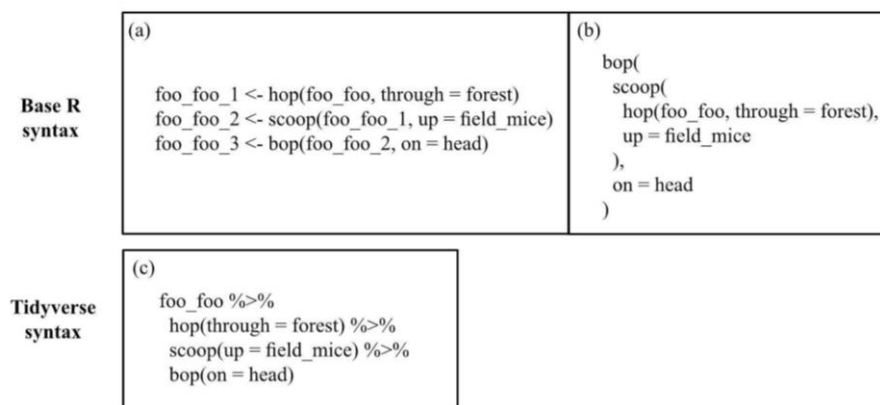 Base R
syntax
(a)
foo_foo_1 <- hop(foo_foo, through = forest)
foo_foo_2 <- scoop(foo_foo_1, up = field_mice)
foo_foo_3 <- bop(foo_foo_2, on = head)
(b)
bop(
scoop(
hop(foo_foo, through = forest),
up = field_mice
),
on = head
)
Tidyverse
syntax
(c)
foo_foo %>%
hop(through = forest) %>%
scoop(up = field_mice) %>%
bop(on = head)